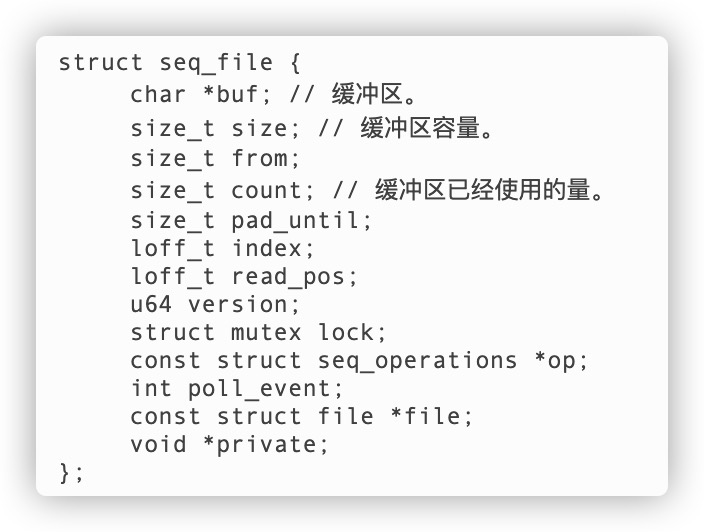 struct seq_file {
     char *buf; // 缓冲区。
     size_t size; // 缓冲区容量。
     size_t from;
     size_t count; // 缓冲区已经使用的量。
     size_t pad_until;
     loff_t index;
     loff_t read_pos;
     u64 version;
     struct mutex lock;
     const struct seq_operations *op;
     int poll_event;
     const struct file *file;
     void *private;
};